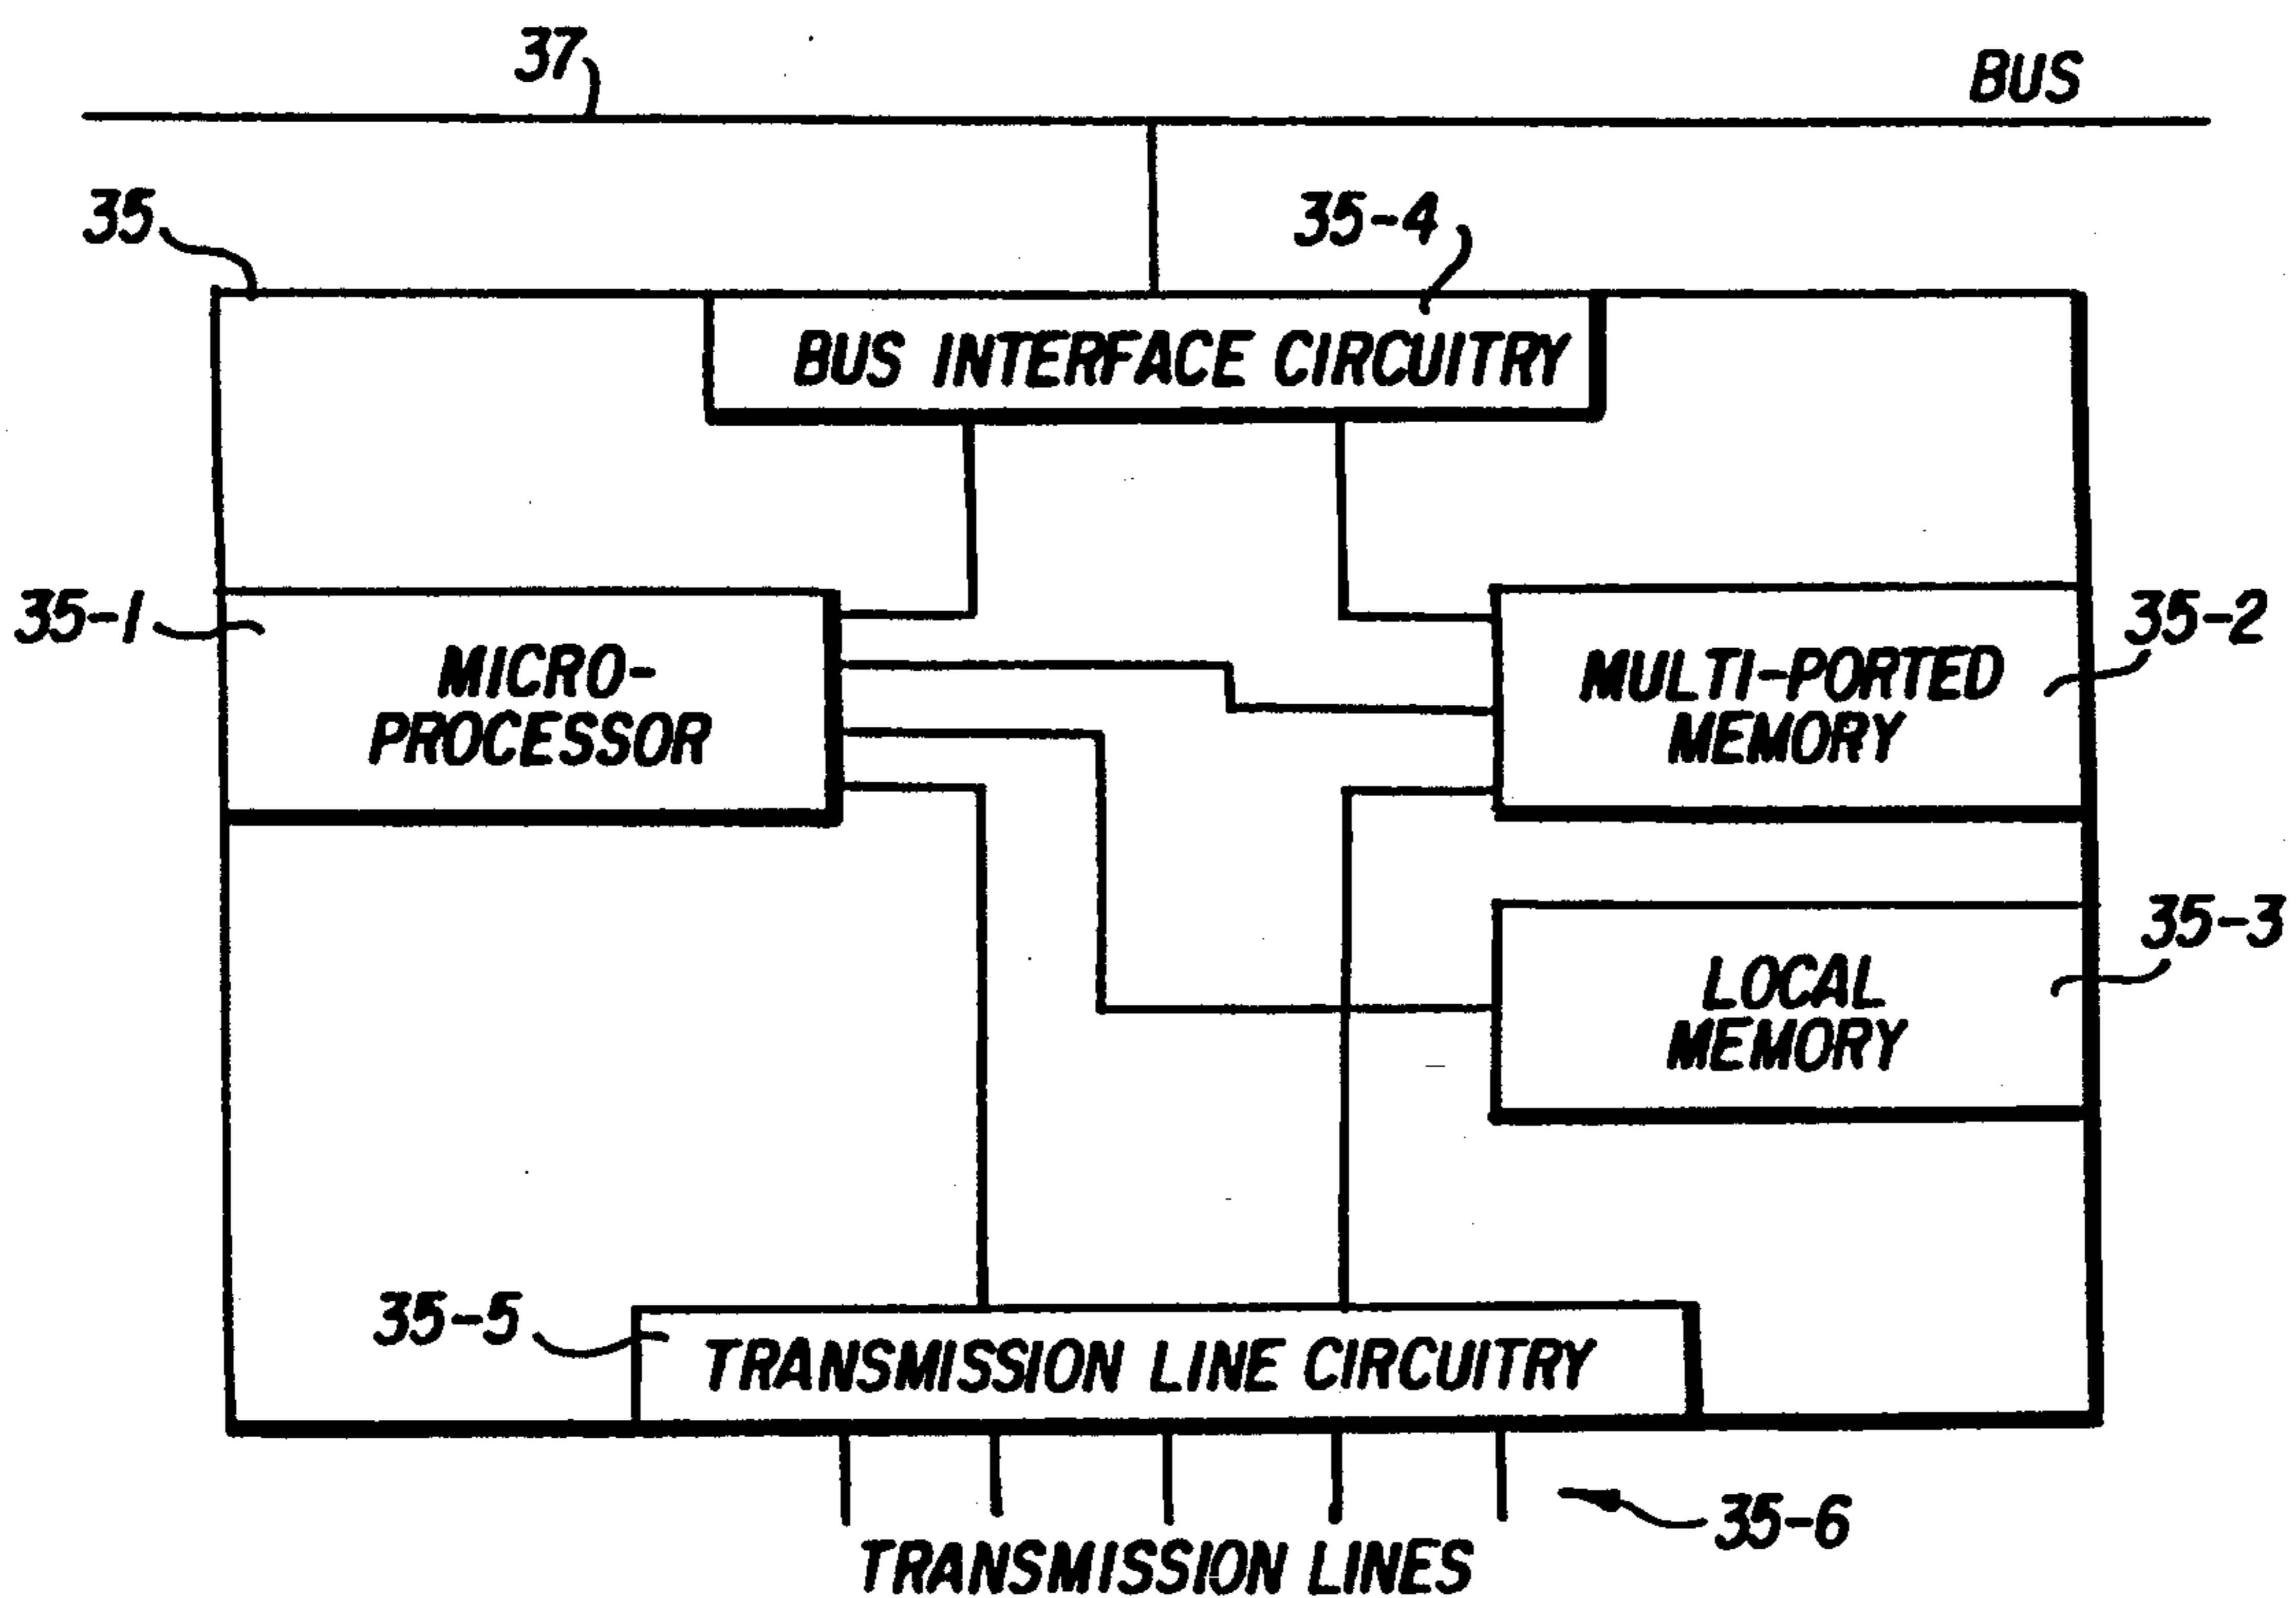 37
BUS
35
35-4
BUS INTERFACE CIRCUITRY
35-1
MICRO-
PROCESSOR
35-2
MULTI-PORTED
MEMORY
35-3
LOCAL
MEMORY
35-5
TRANSMISSION LINE CIRCUITRY
35-6
TRANSMISSION LINES